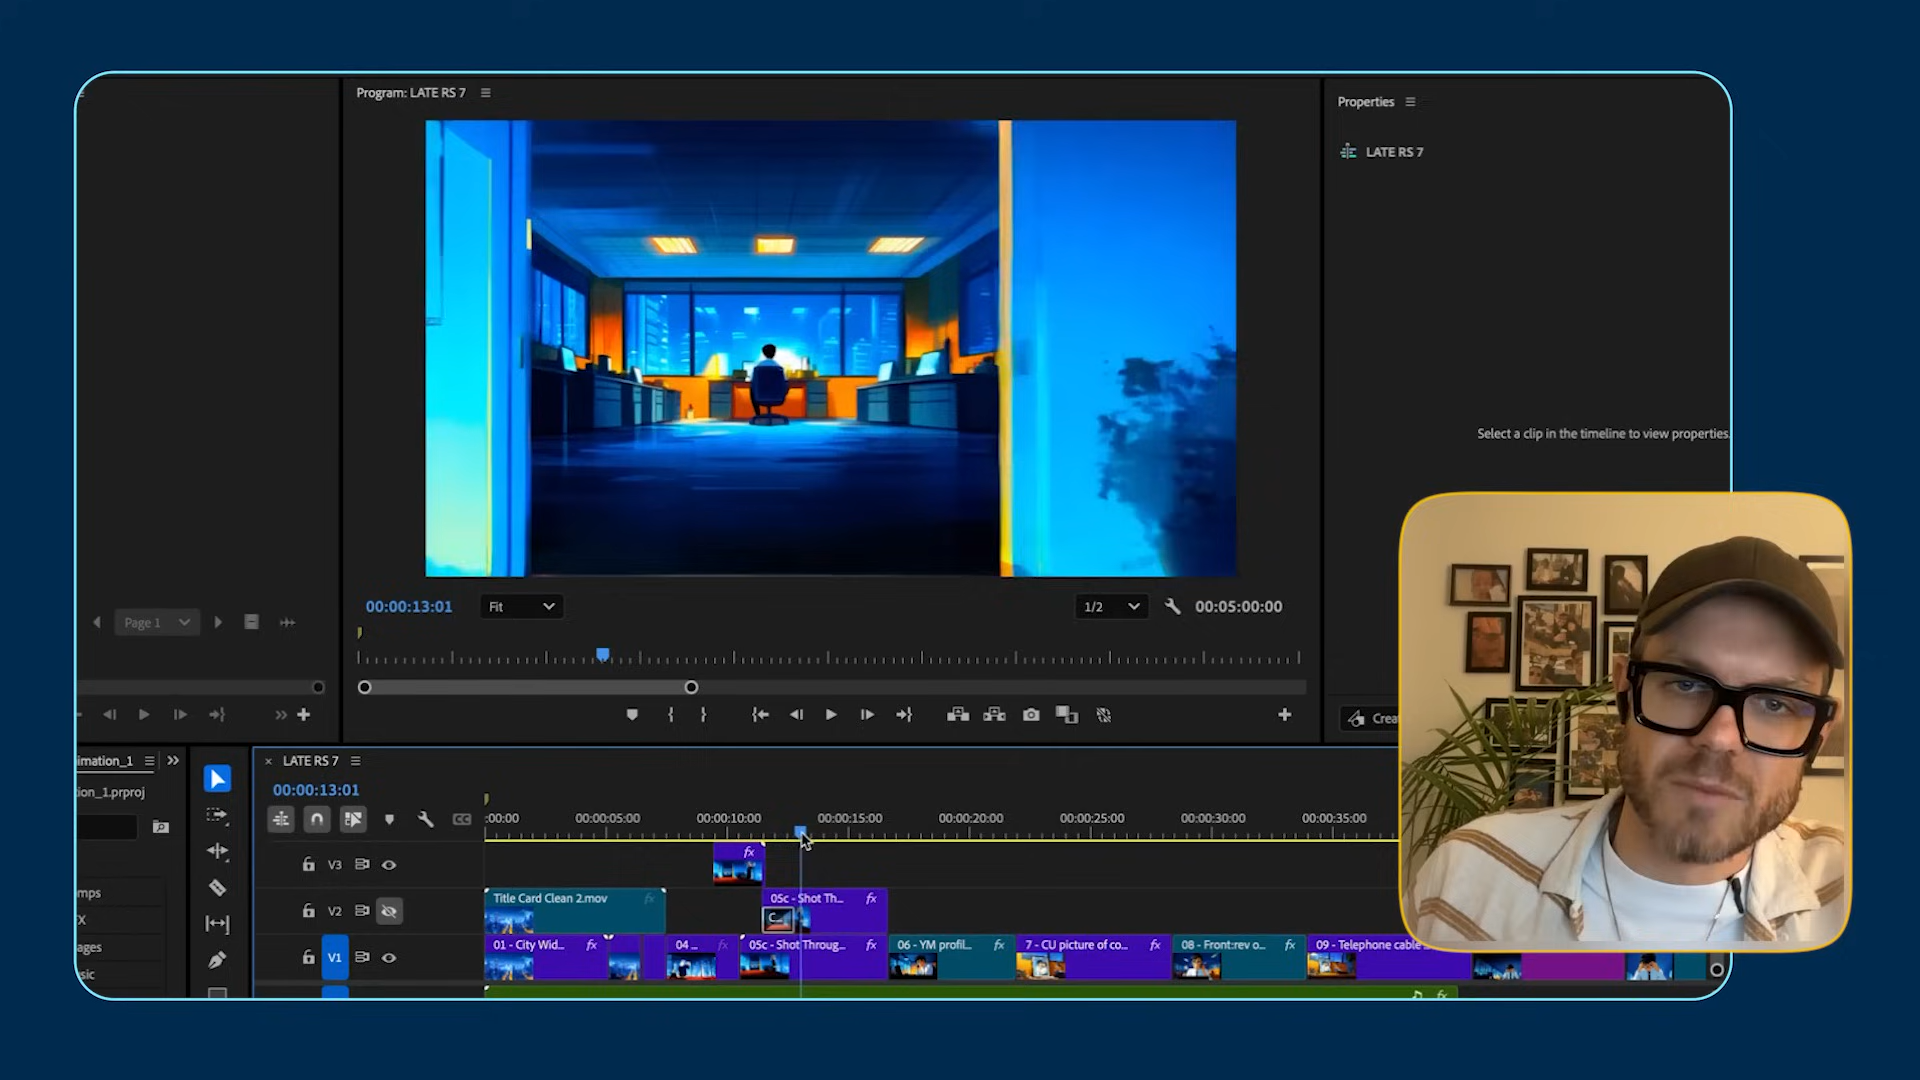 Program: LATE RS 7
Properties
LATE RS 7
Select a clip in the timeline to view properties.
00:00:13:01
Fit
1/2
00:05:00:00
Page 1
Crea
imation_1
LATE RS 7
ion_1.prproj
00:00:13:01
:00:00
00:00:05:00
00:00:10:00
00:00:15:00
00:00:20:00
00:00:25:00
00:00:30:00
00:00:35:00
CC
V3
fx
mps
Title Card Clean 2.mov
fx
05c - Shot Th...
fx
V2
X
C...
ages
01 - City Wid...
fx
04 ...
fx
05c - Shot Throug...
fx
06 - YM profil...
fx
7 - CU picture of co...
fx
08 - Front:rev o...
fx
09 - Telephone cable
V1
sic
fx